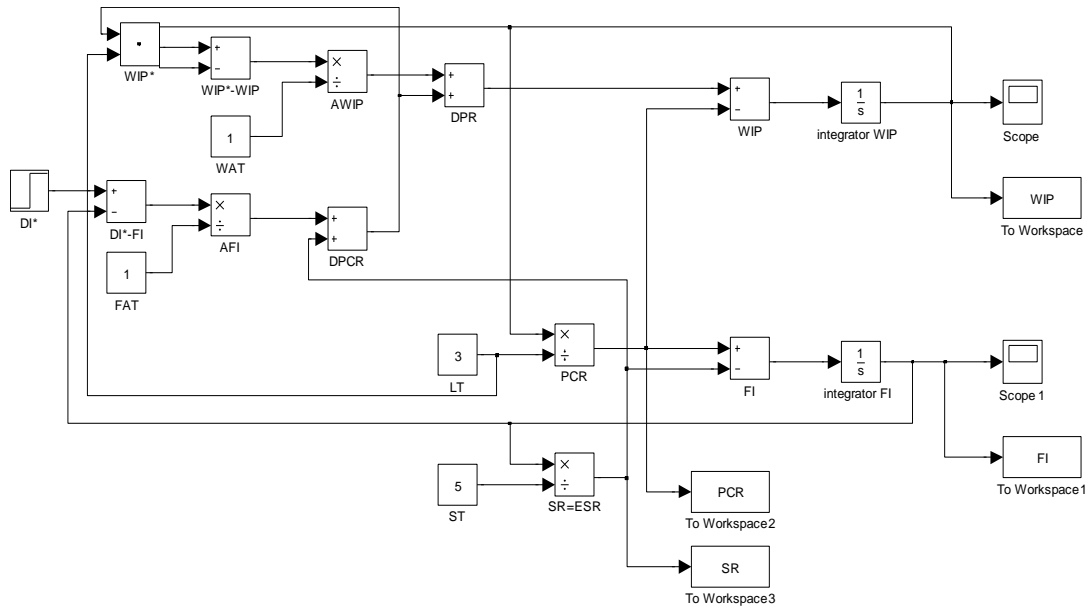 WIP*
+
−
WIP*-WIP
×
÷
AWIP
+
+
DPR
1
WAT
+
−
WIP
1
s
integrator WIP
Scope
WIP
To Workspace
DI*
+
−
DI*-FI
×
÷
AFI
+
+
DPCR
1
FAT
3
LT
×
÷
PCR
+
−
FI
1
s
integrator FI
Scope 1
FI
To Workspace1
5
ST
×
÷
SR=ESR
PCR
To Workspace2
SR
To Workspace3